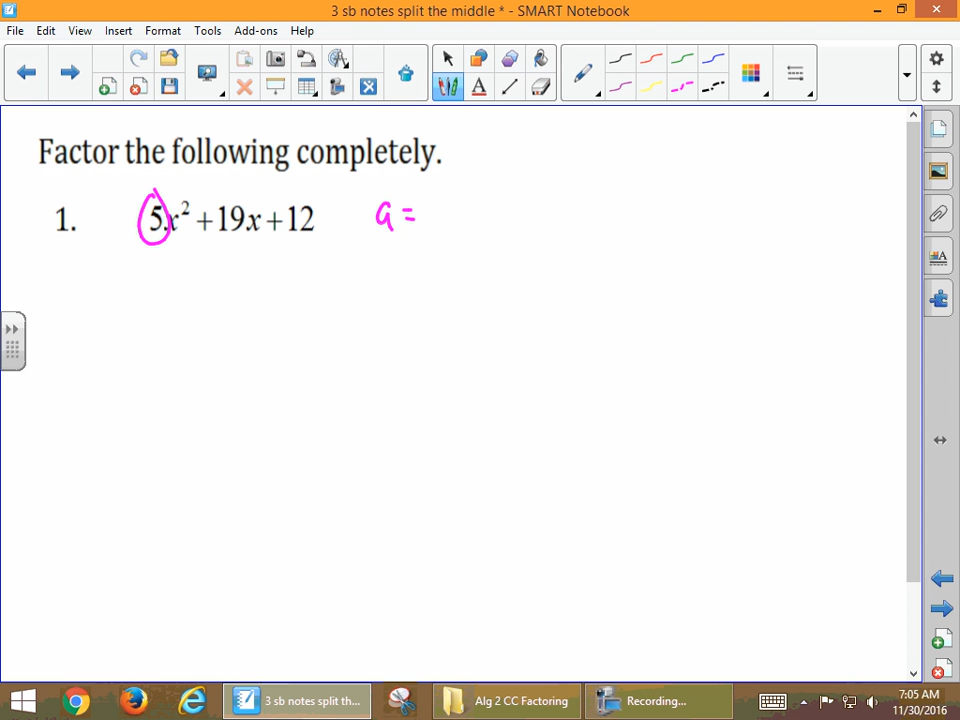 3 sb notes split the middle * - SMART Notebook
File Edit View Insert Format Tools Add-ons Help
Factor the following completely.
1. 5x² + 19x + 12 a =
3 sb notes split th... Alg 2 CC Factoring Recording... 7:05 AM
11/30/2016